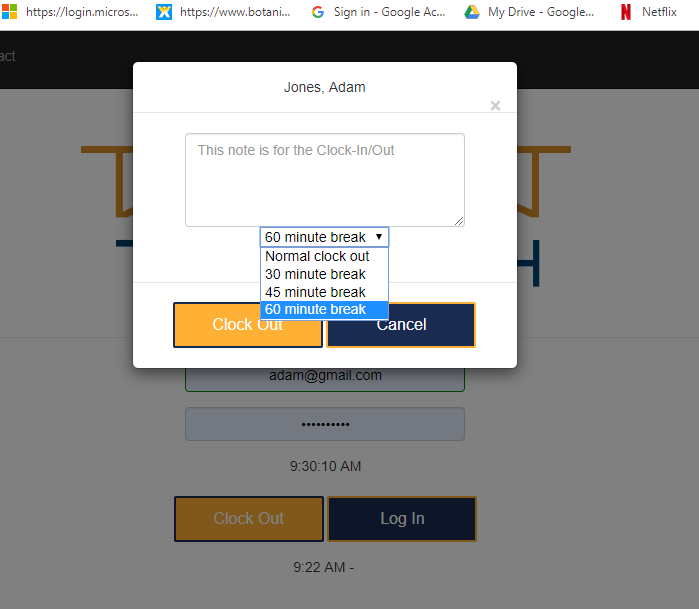 https://login.micros... https://www.botani... Sign in - Google Ac... My Drive - Google... Netflix
act
Jones, Adam
×
This note is for the Clock-In/Out
60 minute break
Normal clock out
30 minute break
45 minute break
60 minute break
Clock Out Cancel
adam@gmail.com
••••••••••
9:30:10 AM
Clock Out Log In
9:22 AM -